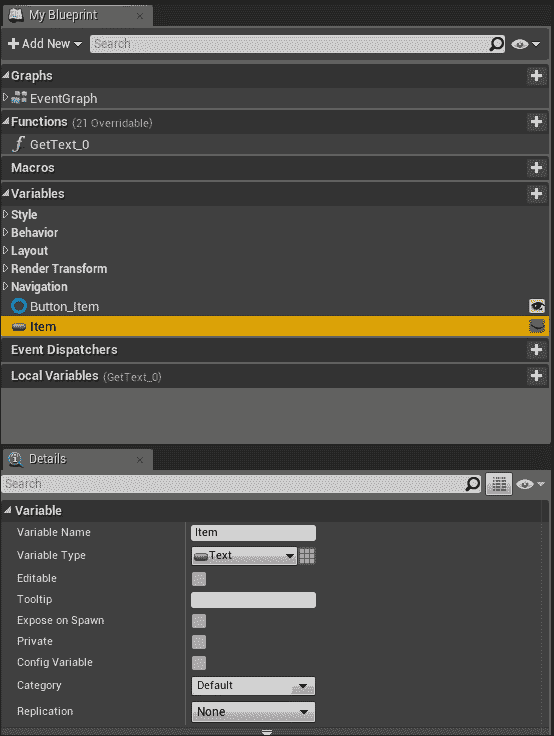 My Blueprint
Add New Search
Graphs
EventGraph
Functions (21 Overridable)
GetText_0
Macros
Variables
Style
Behavior
Layout
Render Transform
Navigation
Button_Item
Item
Event Dispatchers
Local Variables (GetText_0)
Details
Search
Variable
Variable Name Item
Variable Type Text
Editable
Tooltip
Expose on Spawn
Private
Config Variable
Category Default
Replication None